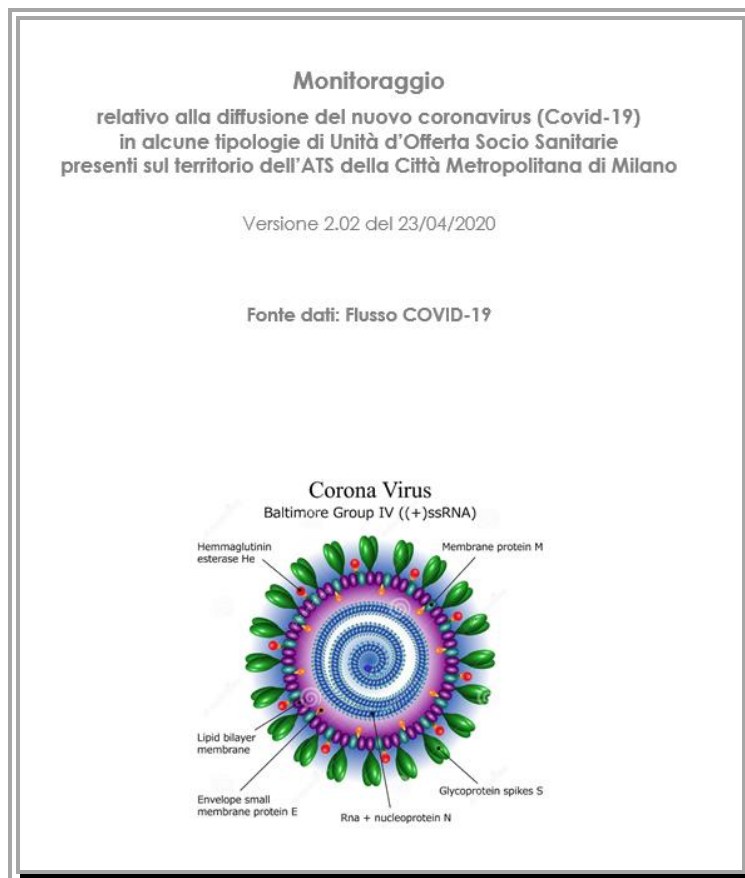 Monitoraggio
relativo alla diffusione del nuovo coronavirus (Covid-19)
in alcune tipologie di Unità d'Offerta Socio Sanitarie
presenti sul territorio dell'ATS della Città Metropolitana di Milano
Versione 2.02 del 23/04/2020
Fonte dati: Flusso COVID-19
Corona Virus
Baltimore Group IV ((+)ssRNA)
Hemmaglutinin
esterase He
Membrane protein M
Lipid bilayer
membrane
Envelope small
membrane protein E
Rna + nucleoprotein N
Glycoprotein spikes S